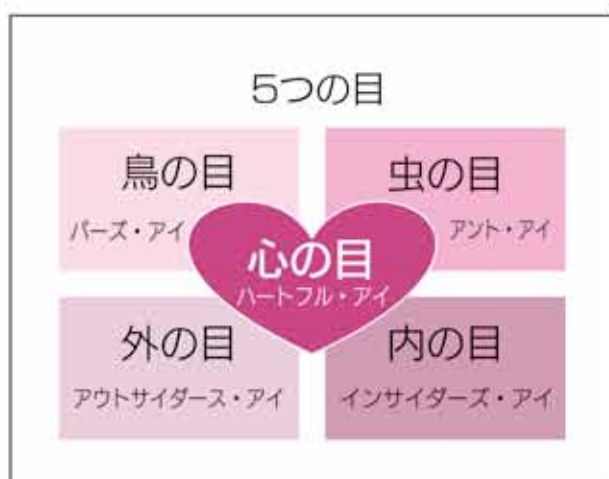 5つの目
鳥の目
バーズ・アイ
虫の目
アント・アイ
心の目
ハートフル・アイ
外の目
アウトサイダース・アイ
内の目
インサイダーズ・アイ